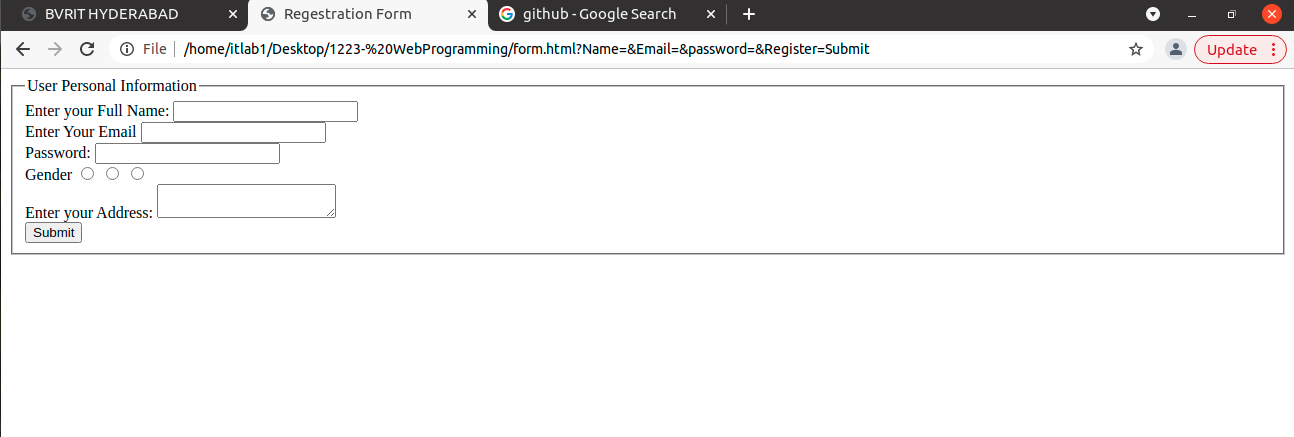 BVRIT HYDERABAD
Regestration Form
github - Google Search
File
/home/itlab1/Desktop/1223-%20WebProgramming/form.html?Name=&Email=&password=&Register=Submit
Update
User Personal Information
Enter your Full Name:
Enter Your Email
Password:
Gender
Enter your Address:
Submit